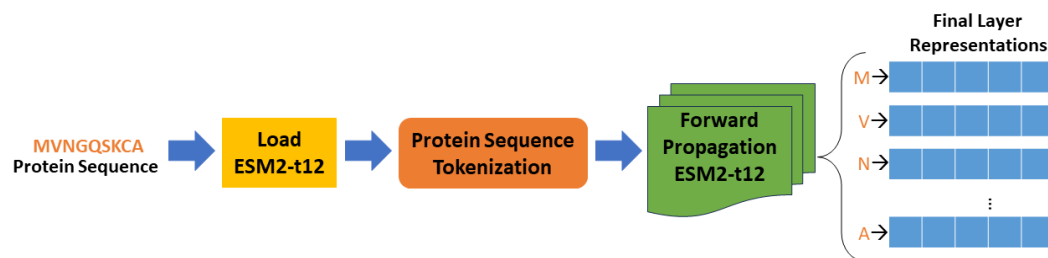 MVNGQSKCA
Protein Sequence
Load
ESM2-t12
Protein Sequence
Tokenization
Forward
Propagation
ESM2-t12
Final Layer
Representations
M→
V→
N→
...
A→